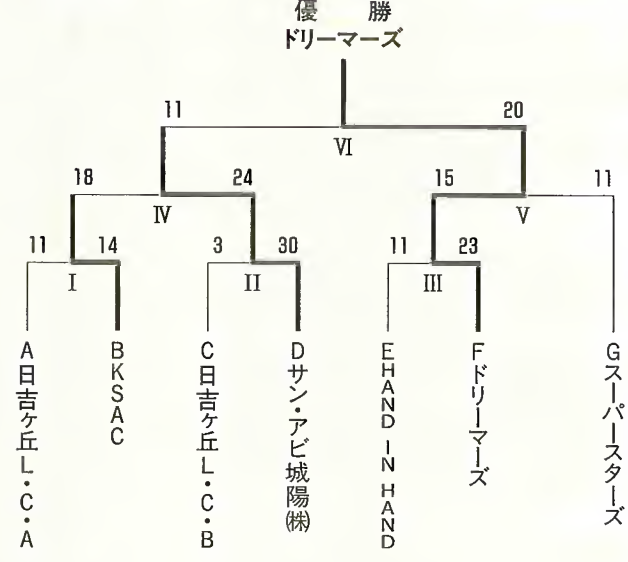 優 勝
ドリーマーズ
11 20
VI
18 24 15 11
IV V
11 14 3 30 11 23
I II III
A日吉ヶ丘L・C・A
BKSAC
C日吉ヶ丘L・C・B
Dサン・アビ城陽(株)
EHAND IN HAND
Fドリーマーズ
Gスーパースターズ